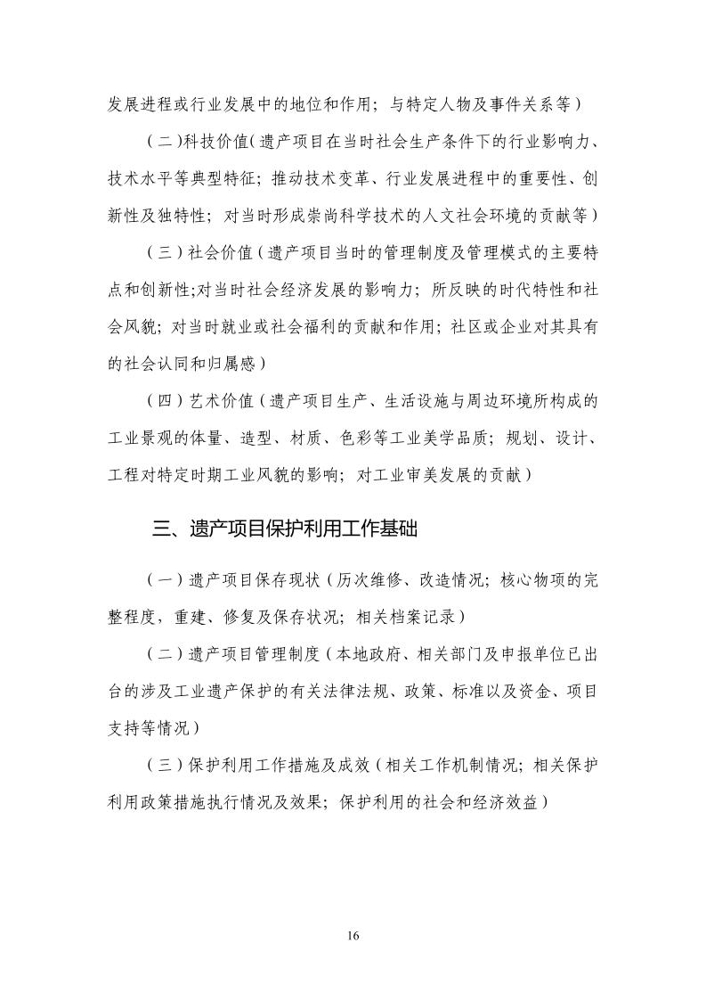 发展进程或行业发展中的地位和作用；与特定人物及事件关系等）
（二）科技价值（遗产项目在当时社会生产条件下的行业影响力、
技术水平等典型特征；推动技术变革、行业发展进程中的重要性、创
新性及独特性；对当时形成崇尚科学技术的人文社会环境的贡献等）
（三）社会价值（遗产项目当时的管理制度及管理模式的主要特
点和创新性;对当时社会经济发展的影响力；所反映的时代特性和社
会风貌；对当时就业或社会福利的贡献和作用；社区或企业对其具有
的社会认同和归属感）
（四）艺术价值（遗产项目生产、生活设施与周边环境所构成的
工业景观的体量、造型、材质、色彩等工业美学品质；规划、设计、
工程对特定时期工业风貌的影响；对工业审美发展的贡献）
三、遗产项目保护利用工作基础
（一）遗产项目保存现状（历次维修、改造情况；核心物项的完
整程度，重建、修复及保存状况；相关档案记录）
（二）遗产项目管理制度（本地政府、相关部门及申报单位已出
台的涉及工业遗产保护的有关法律法规、政策、标准以及资金、项目
支持等情况）
（三）保护利用工作措施及成效（相关工作机制情况；相关保护
利用政策措施执行情况及效果；保护利用的社会和经济效益）
16